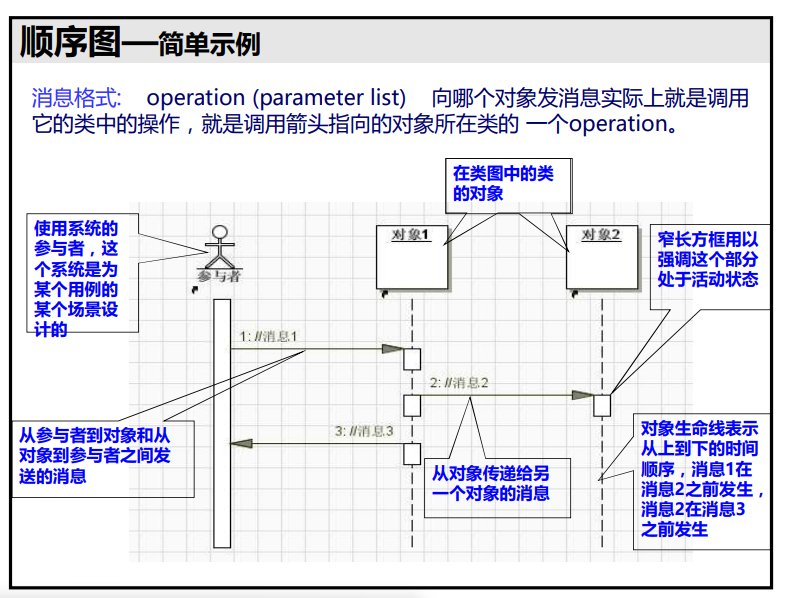 顺序图—简单示例
消息格式: operation (parameter list) 向哪个对象发消息实际上就是调用
它的类中的操作，就是调用箭头指向的对象所在类的 一个operation。
在类图中的类
的对象
使用系统的
参与者，这
个系统是为
某个用例的
某个场景设
计的
参与者
对象1
对象2
窄长方框用以
强调这个部分
处于活动状态
1: //消息1
2: //消息2
3: //消息3
从参与者到对象和从
对象到参与者之间发
送的消息
从对象传递给另
一个对象的消息
对象生命线表示
从上到下的时间
顺序，消息1在
消息2之前发生，
消息2在消息3
之前发生